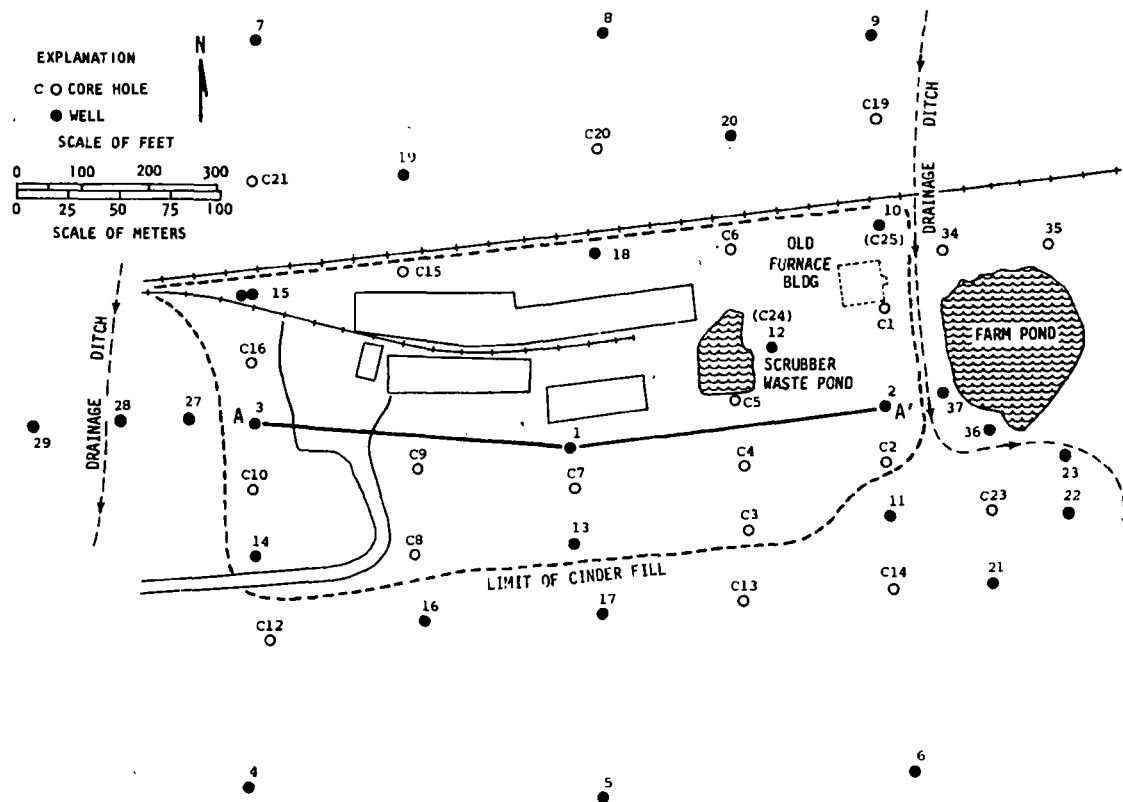 7
8
9
N
EXPLANATION
C CORE HOLE
WELL
SCALE OF FEET
0 100 200 300
0 25 50 75 100
SCALE OF METERS
C19
20
C20
19
C21
DRAINAGE DITCH
10
(C25)
34
35
C6
18
OLD
FURNACE
BLDG
C15
15
C1
(C24)
12
SCRUBBER
WASTE POND
FARM POND
DRAINAGE DITCH
C16
C5
2
A'
37
A
3
27
28
29
36
1
C4
C2
23
C9
C10
C7
C3
11
C23
22
13
14
C8
LIMIT OF CINDER FILL
C14
21
C13
16
17
C12
6
4
5